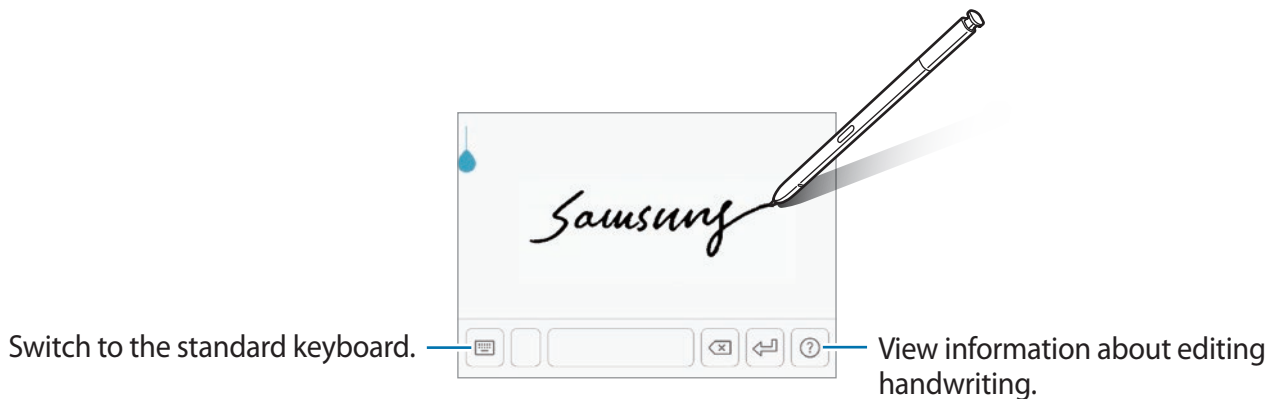 Samsung
Switch to the standard keyboard.
View information about editing
handwriting.